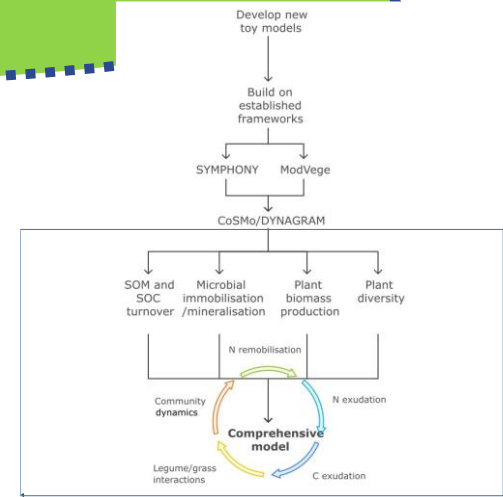 Develop new
toy models
Build on
established
frameworks
SYMPHONY
ModVege
CoSMo/DYNAGRAM
SOM and
SOC
turnover
Microbial
immobilisation
/mineralisation
Plant
biomass
production
Plant
diversity
N remobilisation
Community
dynamics
N exudation
Comprehensive
model
Legume/grass
interactions
C exudation